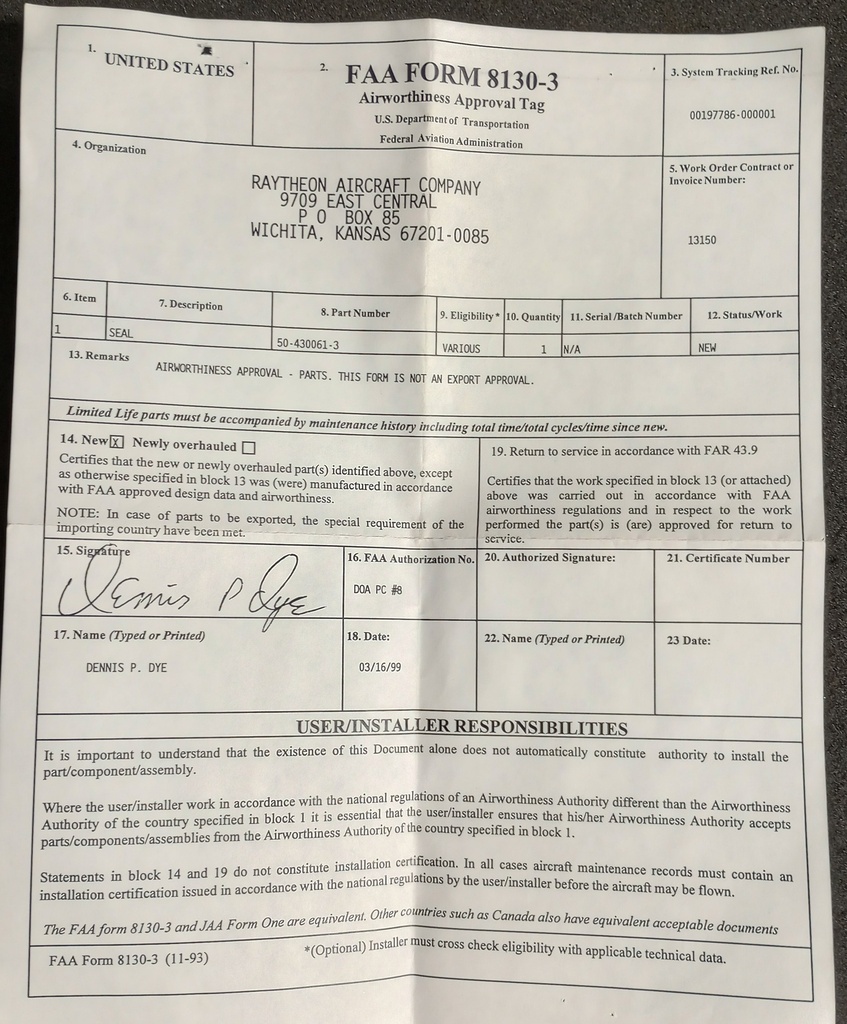 1. UNITED STATES
2. FAA FORM 8130-3
Airworthiness Approval Tag
U.S. Department of Transportation
Federal Aviation Administration
3. System Tracking Ref. No.
00197786-000001
4. Organization
RAYTHEON AIRCRAFT COMPANY
9709 EAST CENTRAL
P O BOX 85
WICHITA, KANSAS 67201-0085
5. Work Order Contract or
Invoice Number:
13150
6. Item 7. Description 8. Part Number 9. Eligibility* 10. Quantity 11. Serial/Batch Number 12. Status/Work
1 SEAL 50-430061-3 VARIOUS 1 N/A NEW
13. Remarks
AIRWORTHINESS APPROVAL - PARTS. THIS FORM IS NOT AN EXPORT APPROVAL.
Limited Life parts must be accompanied by maintenance history including total time/total cycles/time since new.
14. New [X] Newly overhauled
Certifies that the new or newly overhauled part(s) identified above, except
as otherwise specified in block 13 was (were) manufactured in accordance
with FAA approved design data and airworthiness.
NOTE: In case of parts to be exported, the special requirement of the
importing country have been met.
19. Return to service in accordance with FAR 43.9
Certifies that the work specified in block 13 (or attached)
above was carried out in accordance with FAA
airworthiness regulations and in respect to the work
performed the part(s) is (are) approved for return to
service.
15. Signature
Dennis P Dye
16. FAA Authorization No.
DOA PC #8
20. Authorized Signature:
21. Certificate Number
17. Name (Typed or Printed)
DENNIS P. DYE
18. Date:
03/16/99
22. Name (Typed or Printed)
23 Date:
USER/INSTALLER RESPONSIBILITIES
It is important to understand that the existence of this Document alone does not automatically constitute authority to install the
part/component/assembly.
Where the user/installer work in accordance with the national regulations of an Airworthiness Authority different than the Airworthiness
Authority of the country specified in block 1 it is essential that the user/installer ensures that his/her Airworthiness Authority accepts
parts/components/assemblies from the Airworthiness Authority of the country specified in block 1.
Statements in block 14 and 19 do not constitute installation certification. In all cases aircraft maintenance records must contain an
installation certification issued in accordance with the national regulations by the user/installer before the aircraft may be flown.
The FAA form 8130-3 and JAA Form One are equivalent. Other countries such as Canada also have equivalent acceptable documents
FAA Form 8130-3 (11-93) *(Optional) Installer must cross check eligibility with applicable technical data.